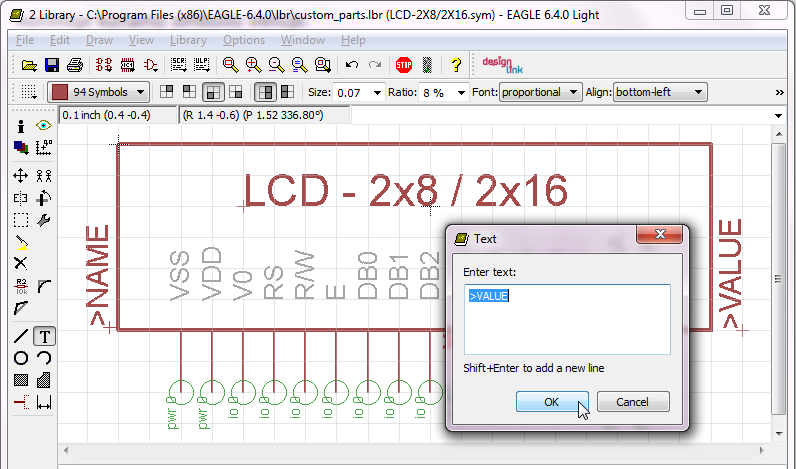 2 Library - C:\Program Files (x86)\EAGLE-6.4.0\lbr\custom_parts.lbr (LCD-2X8/2X16.sym) - EAGLE 6.4.0 Light
File Edit Draw View Library Options Window Help
SCR ULP STOP ? design link
94 Symbols Size: 0.07 Ratio: 8 % Font: proportional Align: bottom-left »
0.1 inch (0.4 -0.4) (R 1.4 -0.6) (P 1.52 336.80°)
LCD - 2x8 / 2x16
>NAME
VSS
VDD
V0
RS
R/W
E
DB0
DB1
DB2
>VALUE
pwr 0
pwr 0
io 0
io 0
io 0
io 0
io 0
io 0
R2
10k
T
Text
Enter text:
>VALUE
Shift+Enter to add a new line
OK Cancel